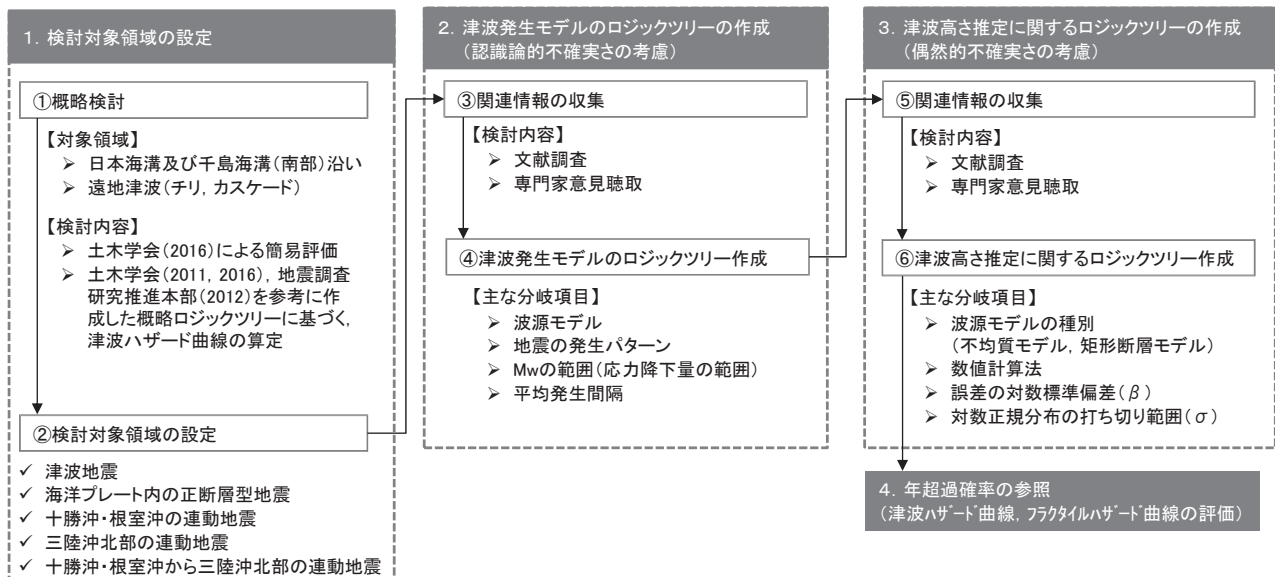 1．検討対象領域の設定
①概略検討
【対象領域】
➢ 日本海溝及び千島海溝(南部)沿い
➢ 遠地津波(チリ，カスケード)
【検討内容】
➢ 土木学会(2016)による簡易評価
➢ 土木学会(2011, 2016)，地震調査
研究推進本部(2012)を参考に作
成した概略ロジックツリーに基づく，
津波ハザード曲線の算定
②検討対象領域の設定
✓ 津波地震
✓ 海洋プレート内の正断層型地震
✓ 十勝沖・根室沖の連動地震
✓ 三陸沖北部の連動地震
✓ 十勝沖・根室沖から三陸沖北部の連動地震
2．津波発生モデルのロジックツリーの作成
(認識論的不確実さの考慮)
③関連情報の収集
【検討内容】
➢ 文献調査
➢ 専門家意見聴取
④津波発生モデルのロジックツリー作成
【主な分岐項目】
➢ 波源モデル
➢ 地震の発生パターン
➢ Mwの範囲(応力降下量の範囲)
➢ 平均発生間隔
3．津波高さ推定に関するロジックツリーの作成
(偶然的不確実さの考慮)
⑤関連情報の収集
【検討内容】
➢ 文献調査
➢ 専門家意見聴取
⑥津波高さ推定に関するロジックツリー作成
【主な分岐項目】
➢ 波源モデルの種別
(不均質モデル，矩形断層モデル)
➢ 数値計算法
➢ 誤差の対数標準偏差(β)
➢ 対数正規分布の打ち切り範囲(σ)
4．年超過確率の参照
(津波ﾊｻﾞｰﾄﾞ曲線，ﾌﾗｸﾀｲﾙﾊｻﾞｰﾄﾞ曲線の評価)